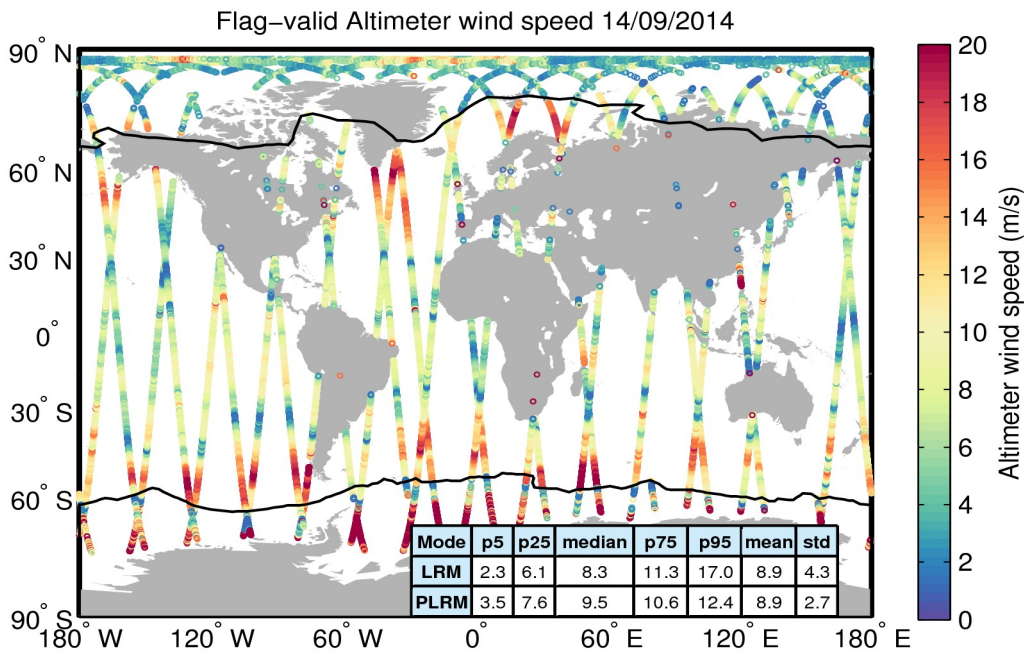 Flag-valid Altimeter wind speed 14/09/2014
90° N
60° N
30° N
0°
30° S
60° S
90° S
180° W
120° W
60° W
0°
60° E
120° E
180° E
Mode p5 p25 median p75 p95 mean std
LRM 2.3 6.1 8.3 11.3 17.0 8.9 4.3
PLRM 3.5 7.6 9.5 10.6 12.4 8.9 2.7
20
18
16
14
12
10
8
6
4
2
0
Altimeter wind speed (m/s)